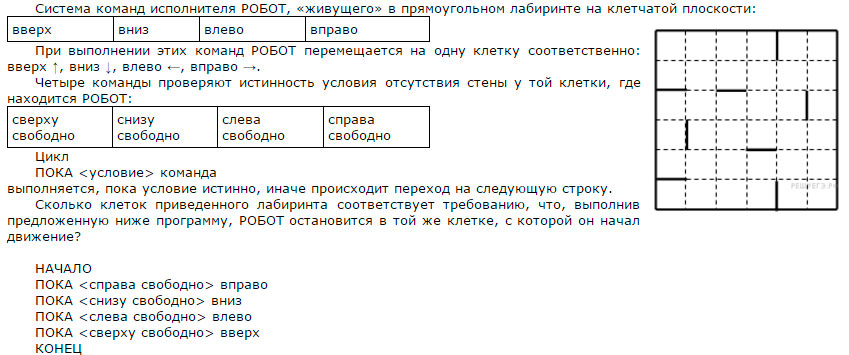 Система команд исполнителя РОБОТ, «живущего» в прямоугольном лабиринте на клетчатой плоскости:
вверх вниз влево вправо
При выполнении этих команд РОБОТ перемещается на одну клетку соответственно:
вверх ↑, вниз ↓, влево ←, вправо →.
Четыре команды проверяют истинность условия отсутствия стены у той клетки, где
находится РОБОТ:
сверху снизу слева справа
свободно свободно свободно свободно
Цикл
ПОКА <условие> команда
выполняется, пока условие истинно, иначе происходит переход на следующую строку.
Сколько клеток приведенного лабиринта соответствует требованию, что, выполнив
предложенную ниже программу, РОБОТ остановится в той же клетке, с которой он начал
движение?
НАЧАЛО
ПОКА <справа свободно> вправо
ПОКА <снизу свободно> вниз
ПОКА <слева свободно> влево
ПОКА <сверху свободно> вверх
КОНЕЦ
РЕШУЕГЭ.РФ